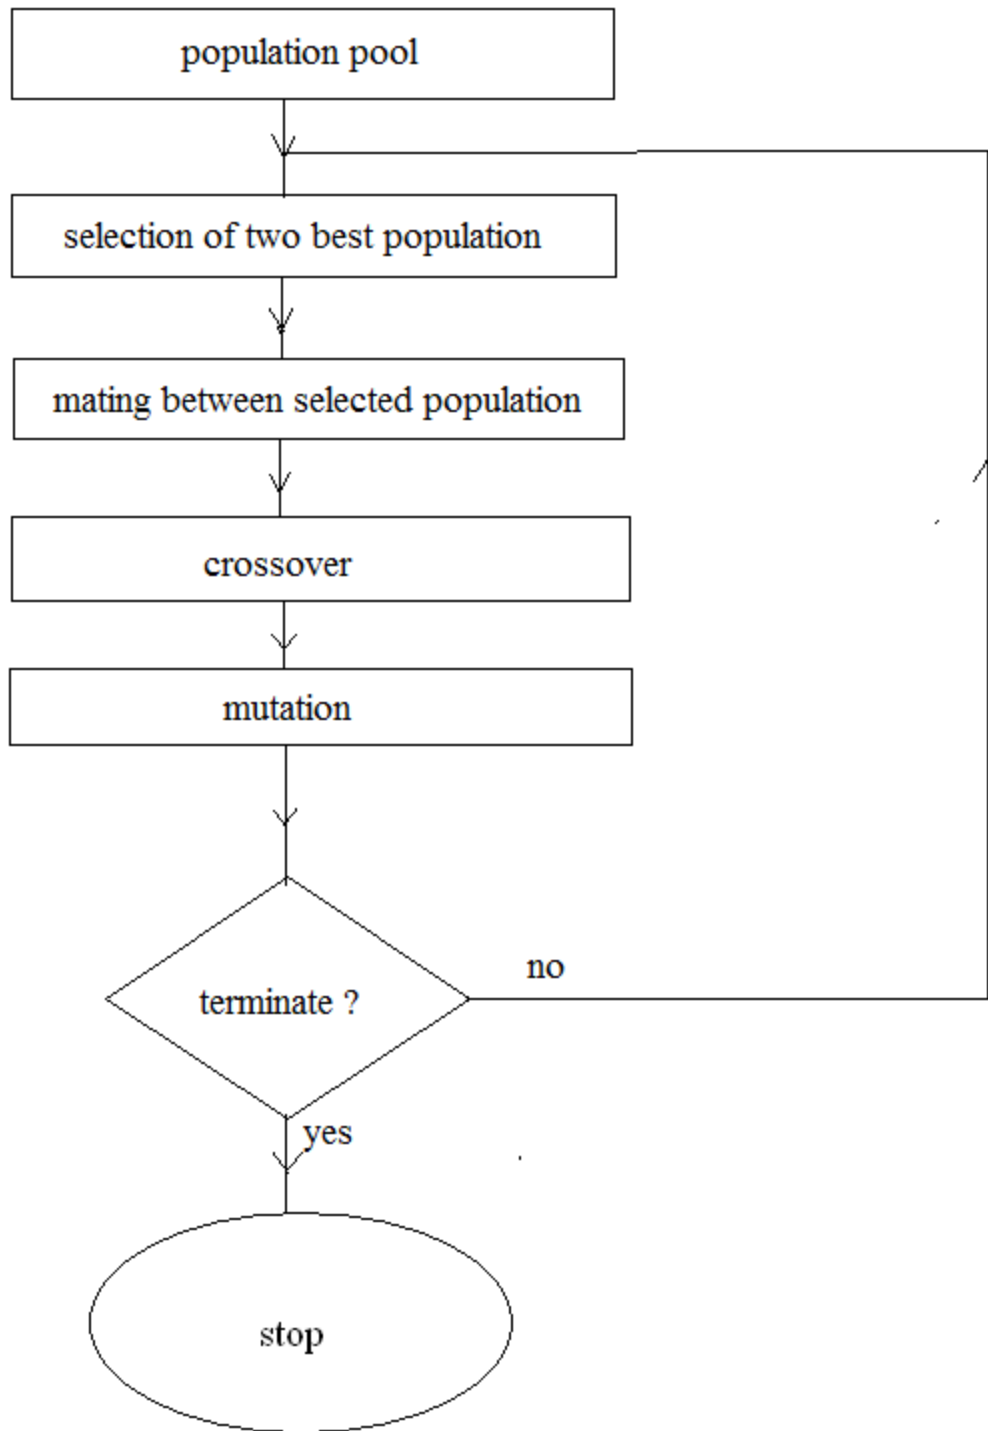 population pool
selection of two best population
mating between selected population
crossover
mutation
terminate ?
no
yes
stop